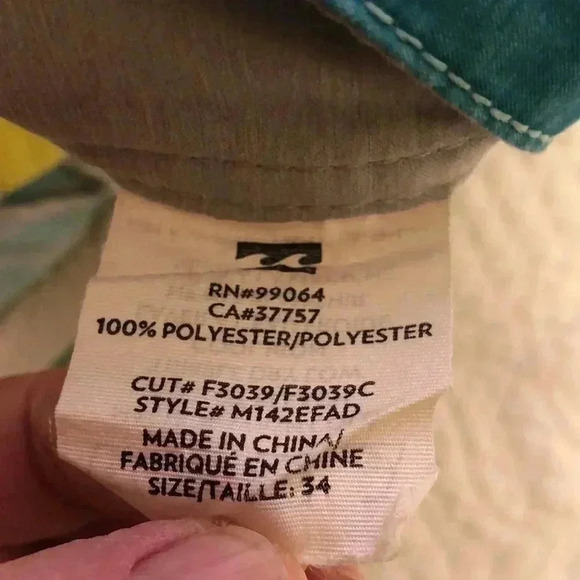 RN#99064
CA#37757
100% POLYESTER/POLYESTER
CUT# F3039/F3039C
STYLE# M142EFAD
MADE IN CHINA/
FABRIQUÉ EN CHINE
SIZE/TAILLE: 34